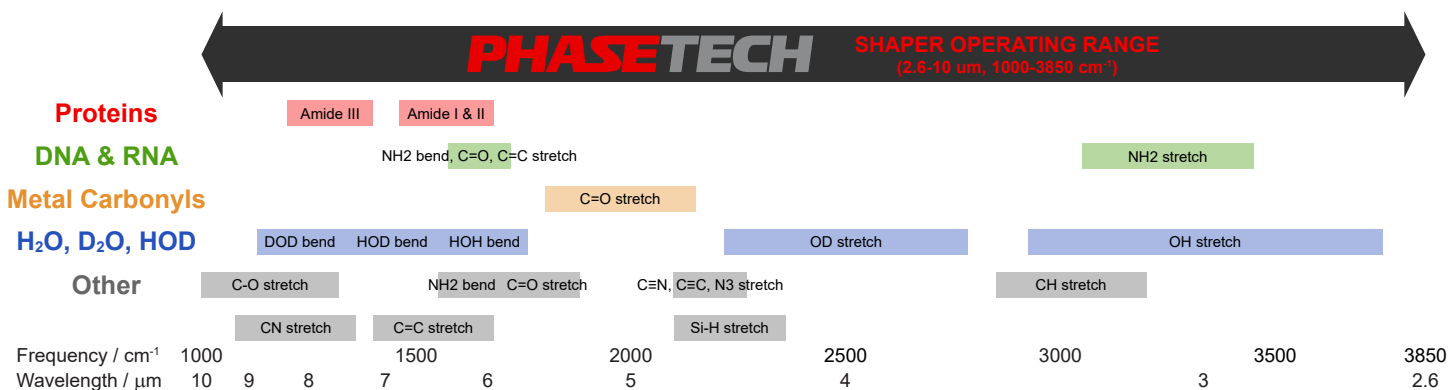 PHASETECH SHAPER OPERATING RANGE
(2.6-10 um, 1000-3850 cm⁻¹)
Proteins Amide III Amide I & II
DNA & RNA NH2 bend, C=O, C=C stretch NH2 stretch
Metal Carbonyls C=O stretch
H₂O, D₂O, HOD DOD bend HOD bend HOH bend OD stretch OH stretch
Other C-O stretch NH2 bend C=O stretch C≡N, C≡C, N3 stretch CH stretch
CN stretch C=C stretch Si-H stretch
Frequency / cm⁻¹ 1000 1500 2000 2500 3000 3500 3850
Wavelength / μm 10 9 8 7 6 5 4 3 2.6